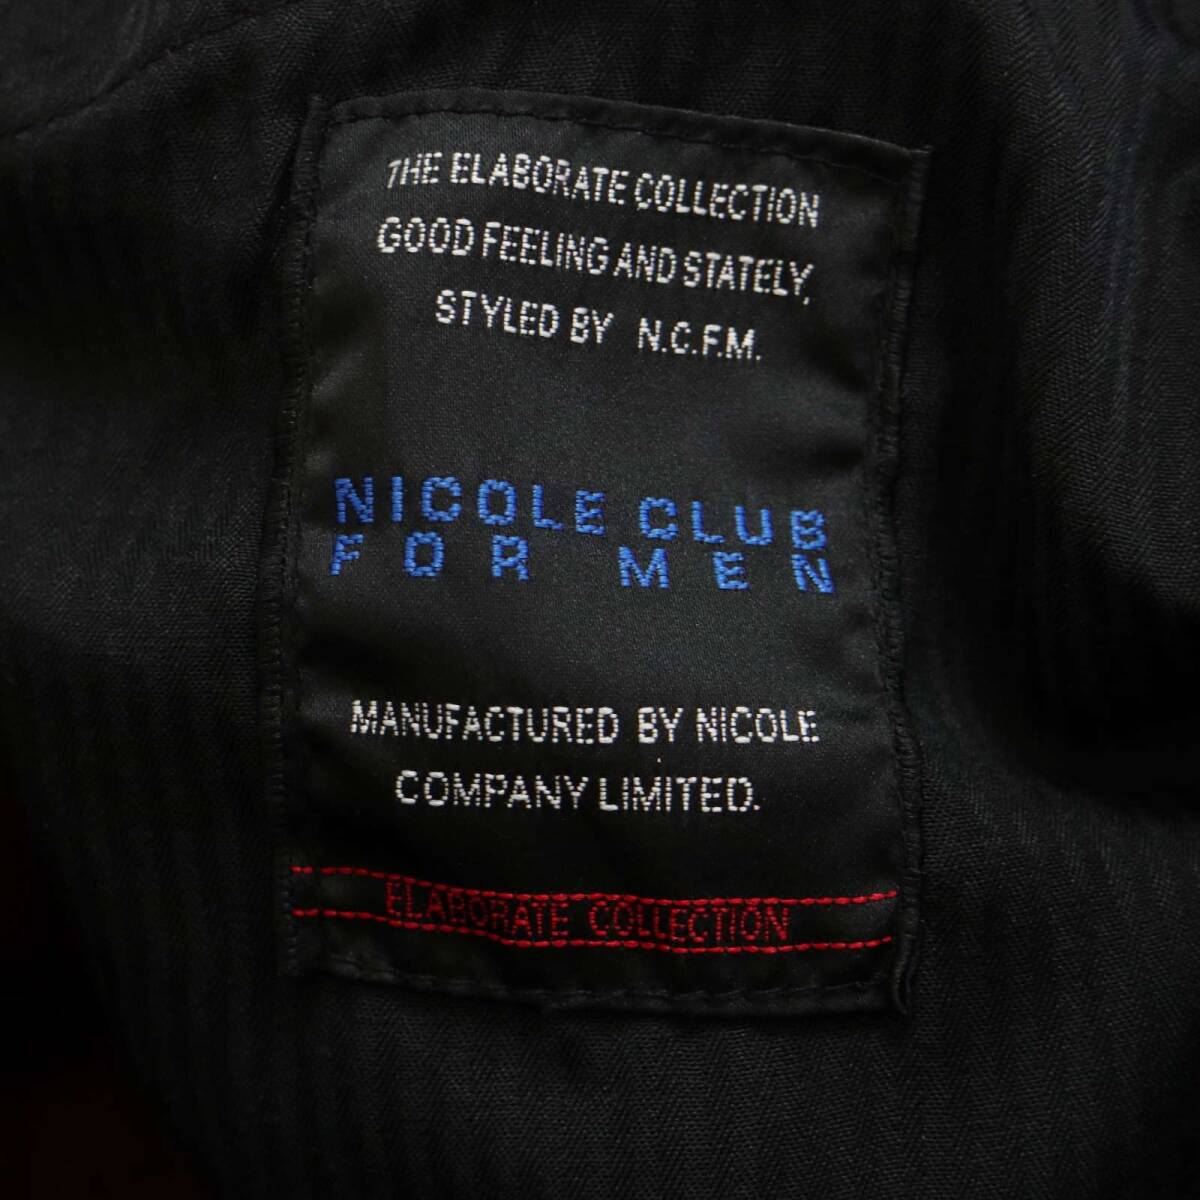 THE ELABORATE COLLECTION
GOOD FEELING AND STATELY,
STYLED BY N.C.F.M.
NICOLE CLUB
FOR MEN
MANUFACTURED BY NICOLE
COMPANY LIMITED.
ELABORATE COLLECTION